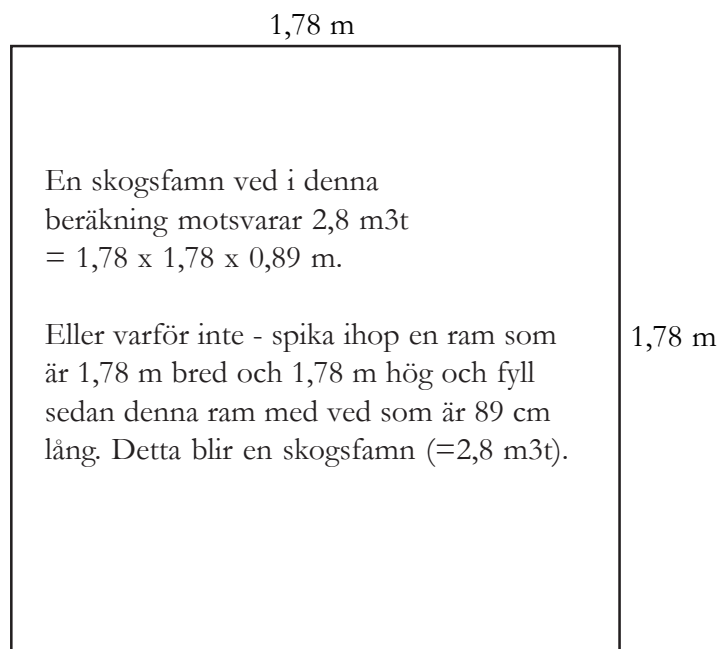 1,78 m
En skogsfamn ved i denna
beräkning motsvarar 2,8 m3t
= 1,78 x 1,78 x 0,89 m.
Eller varför inte - spika ihop en ram som
är 1,78 m bred och 1,78 m hög och fyll
sedan denna ram med ved som är 89 cm
lång. Detta blir en skogsfamn (=2,8 m3t).
1,78 m